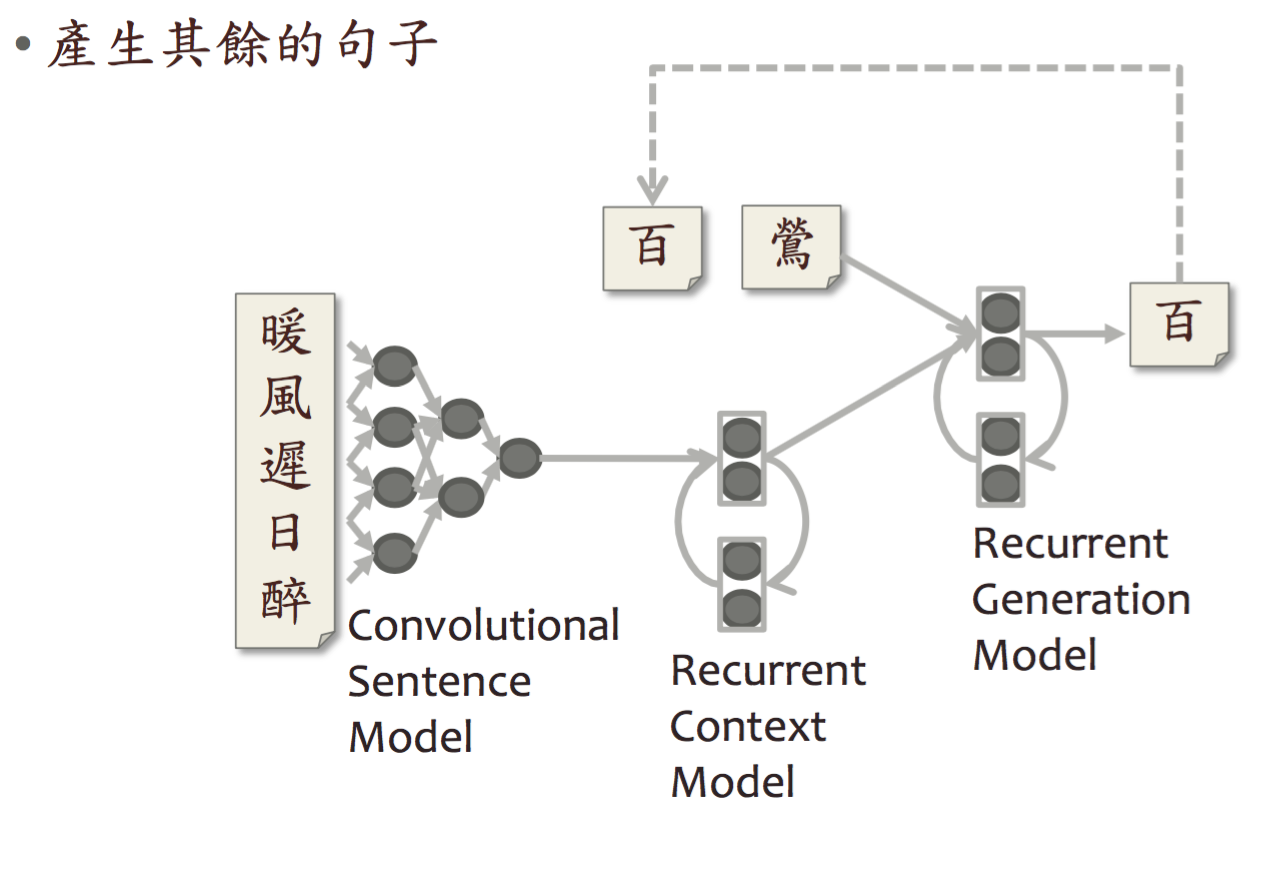 • 產生其餘的句子
百
鶯
百
暖
風
遲
日
醉
Convolutional
Sentence
Model
Recurrent
Context
Model
Recurrent
Generation
Model